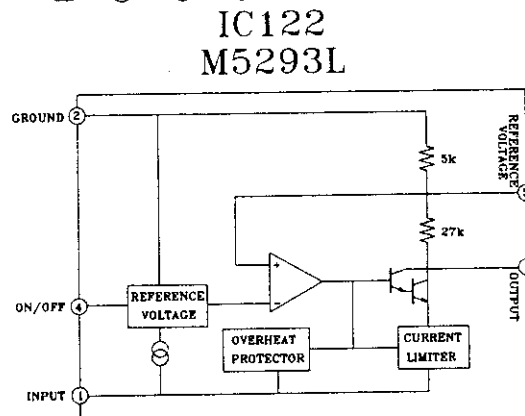 IC122
M5293L
GROUND
2
5k
REFERENCE
VOLTAGE
27k
+
-
ON/OFF
4
REFERENCE
VOLTAGE
OUTPUT
OVERHEAT
PROTECTOR
CURRENT
LIMITER
INPUT
1